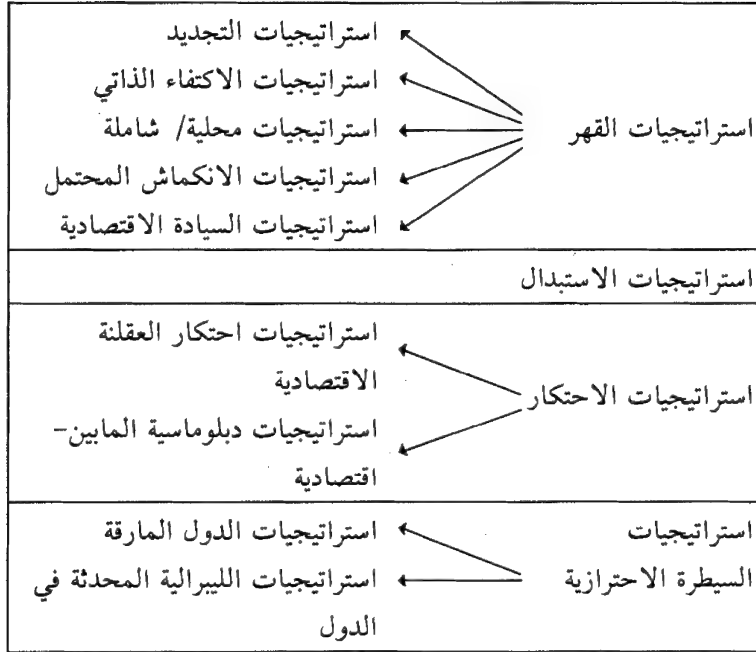 استراتيجيات القهر
استراتيجيات التجديد
استراتيجيات الاكتفاء الذاتي
استراتيجيات محلية/ شاملة
استراتيجيات الانكماش المحتمل
استراتيجيات السيادة الاقتصادية
استراتيجيات الاستبدال
استراتيجيات الاحتكار
استراتيجيات احتكار العقلنة
الاقتصادية
استراتيجيات دبلوماسية المابين-
اقتصادية
استراتيجيات
السيطرة الاحترازية
استراتيجيات الدول المارقة
استراتيجيات الليبرالية المحدثة في
الدول